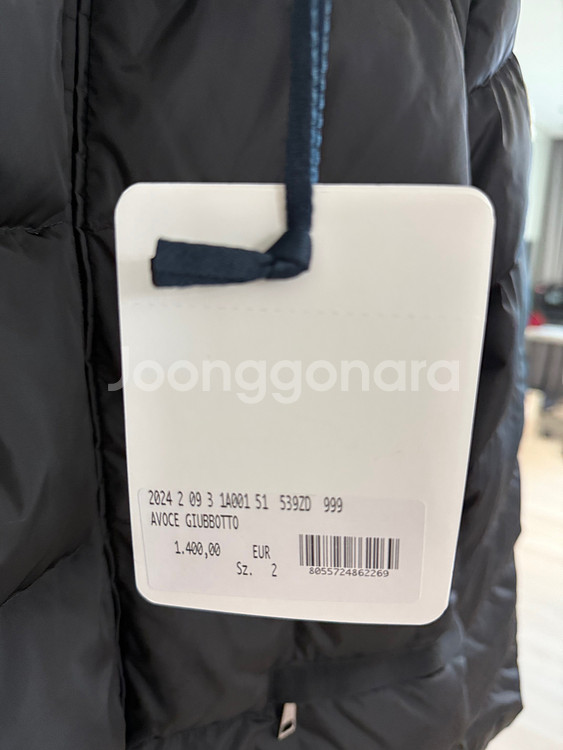 Joonggonara
2024 2 09 3 1A001 51 539ZD 999
AVOCE GIUBBOTTO
1.400,00 EUR
Sz. 2
8055724862269